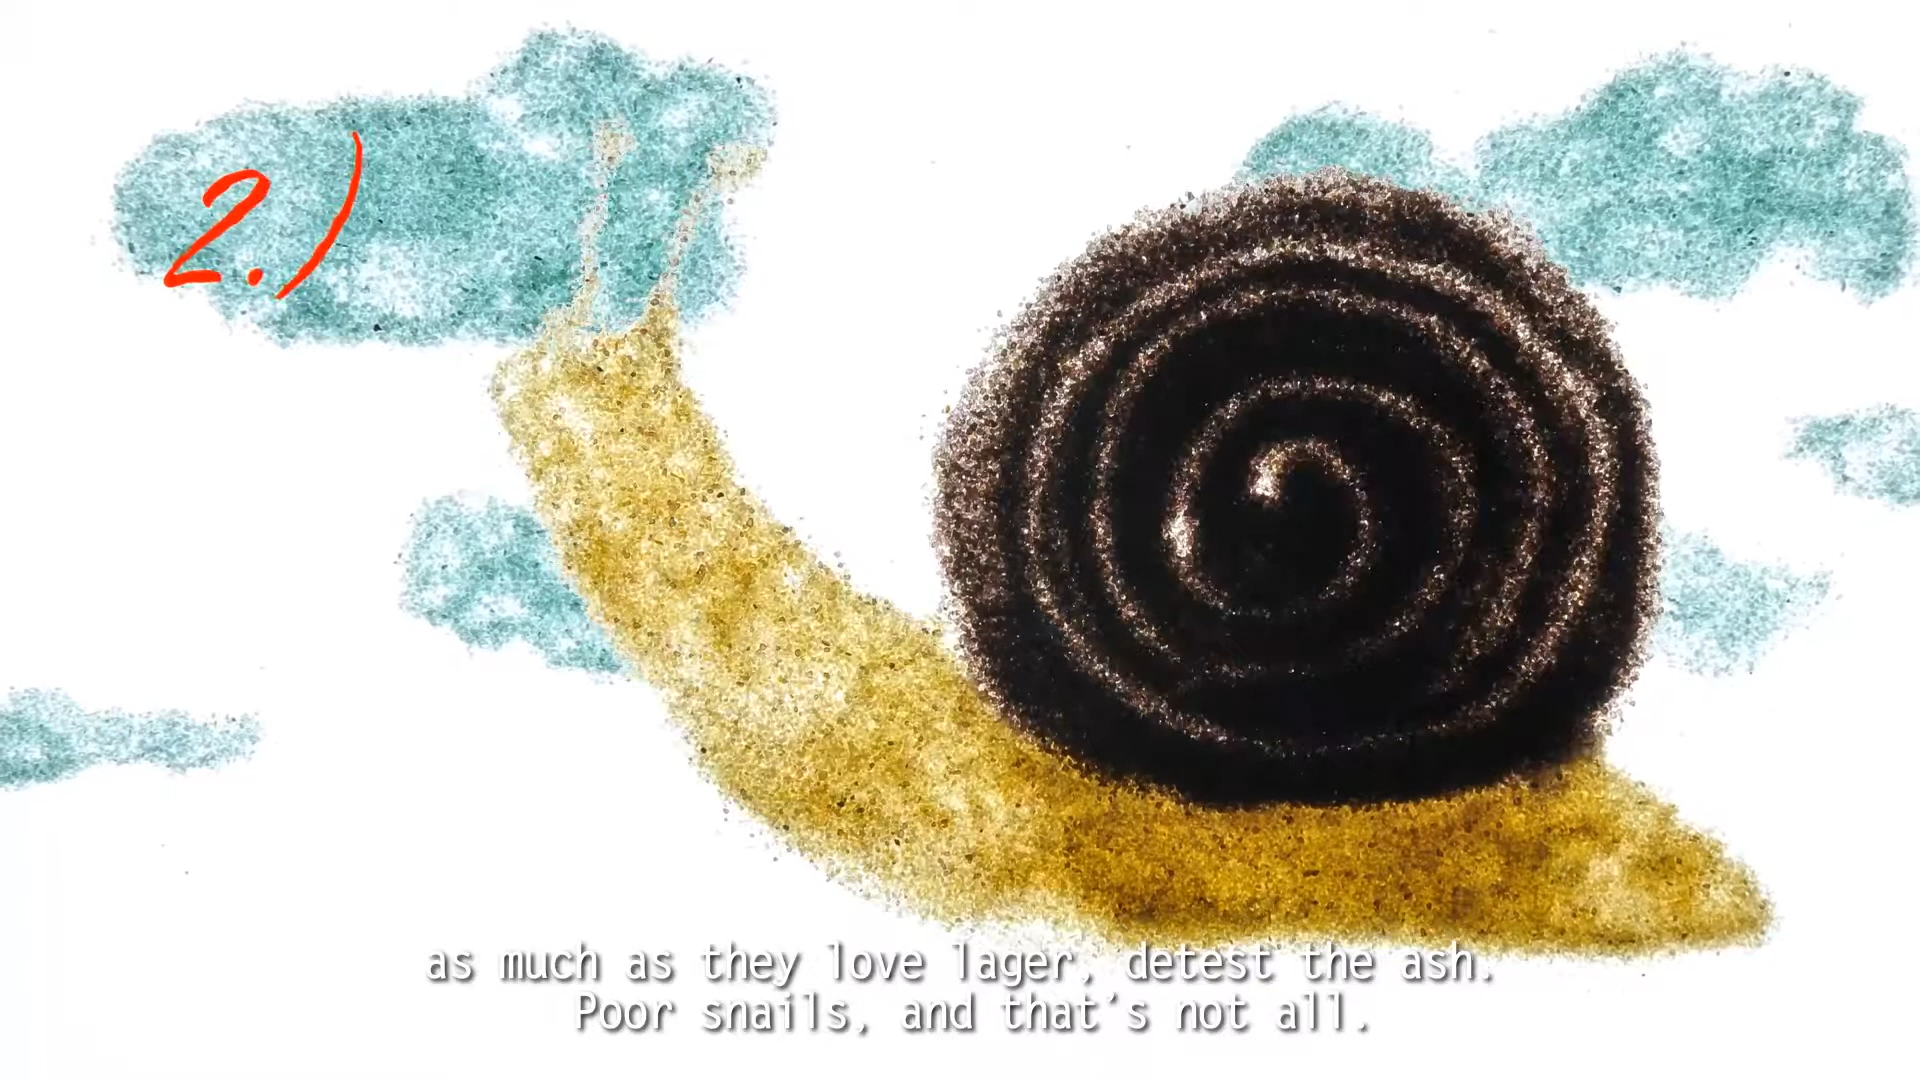 2.)
as much as they love lager, detest the ash.
Poor snails, and that's not all.